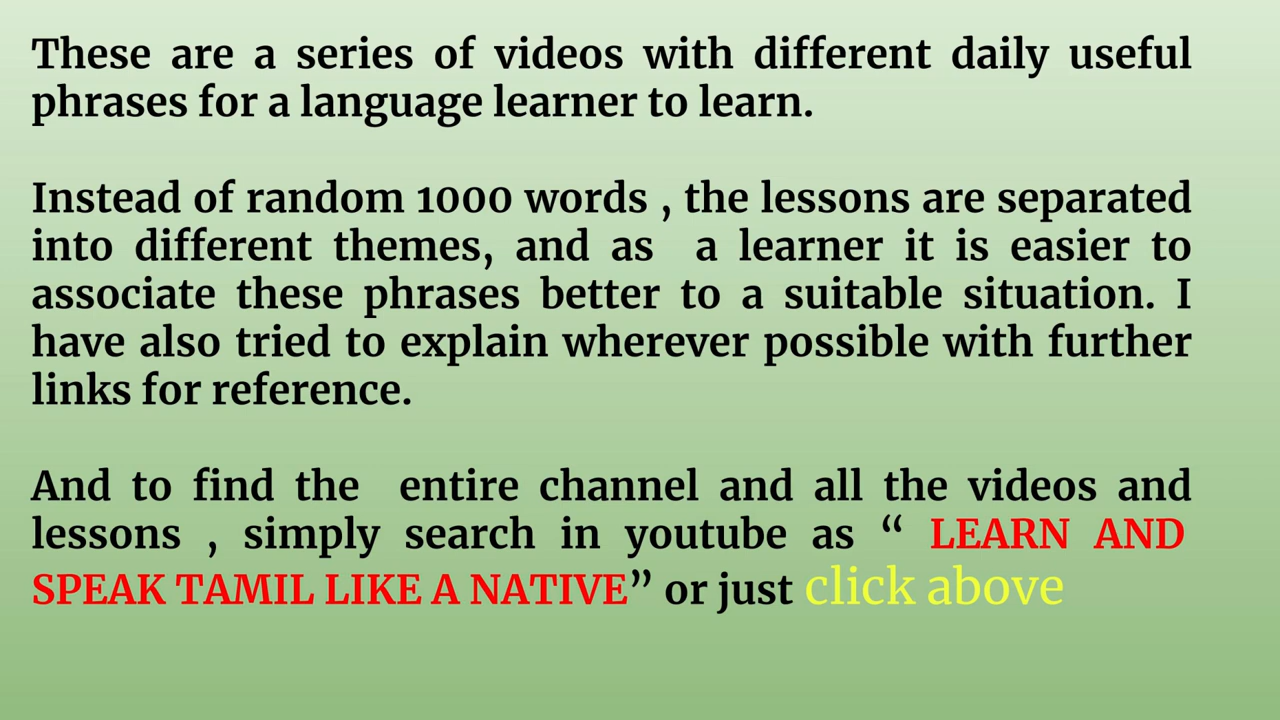 These are a series of videos with different daily useful
phrases for a language learner to learn.
Instead of random 1000 words , the lessons are separated
into different themes, and as a learner it is easier to
associate these phrases better to a suitable situation. I
have also tried to explain wherever possible with further
links for reference.
And to find the entire channel and all the videos and
lessons , simply search in youtube as “ LEARN AND
SPEAK TAMIL LIKE A NATIVE” or just click above